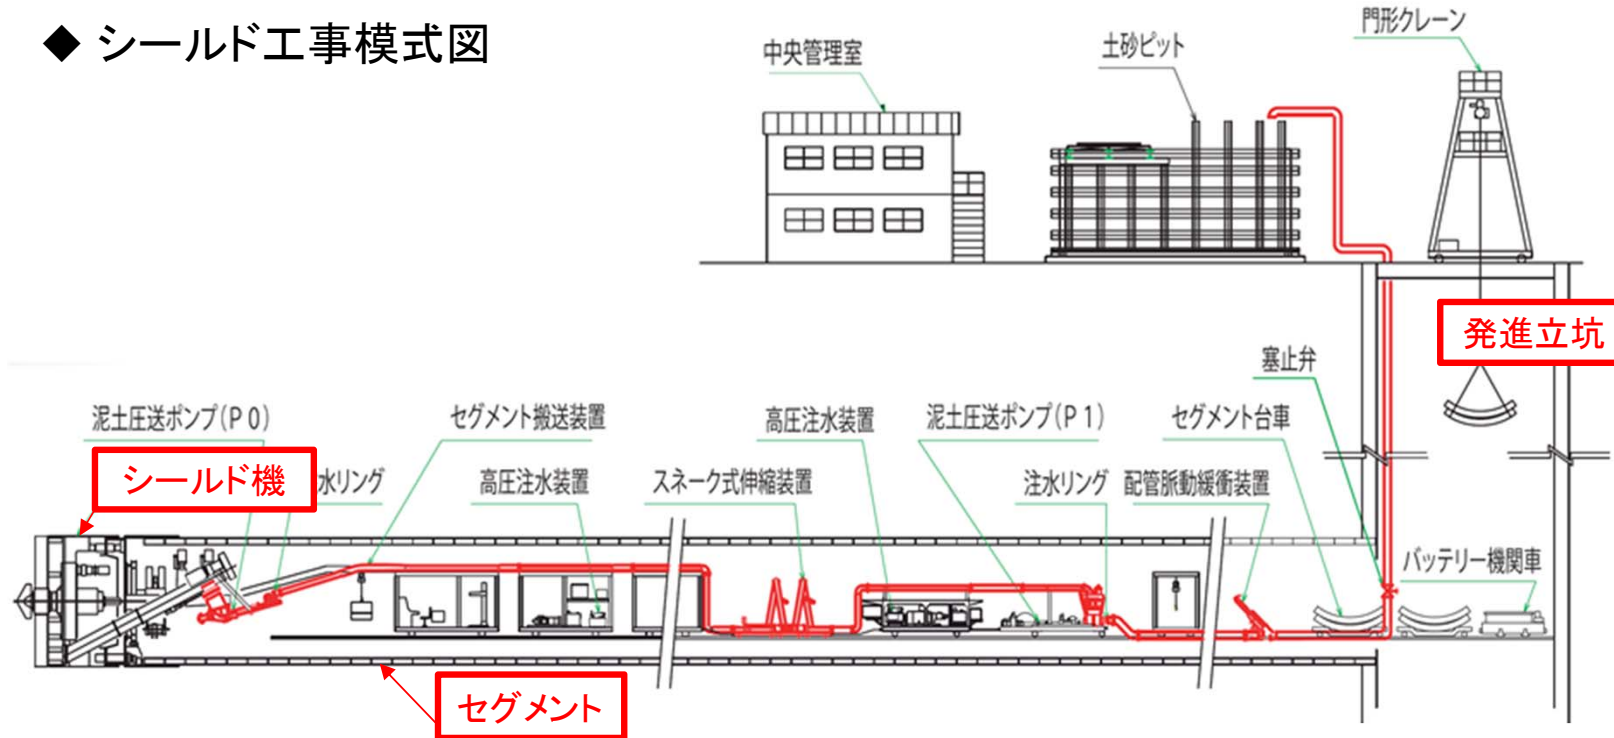 ◆ シールド工事模式図
門形クレーン
中央管理室
土砂ピット
発進立坑
塞止弁
泥土圧送ポンプ(P0)
セグメント搬送装置
高圧注水装置
泥土圧送ポンプ(P1)
セグメント台車
シールド機
水リング
高圧注水装置
スネーク式伸縮装置
注水リング
配管脈動緩衝装置
バッテリー機関車
セグメント